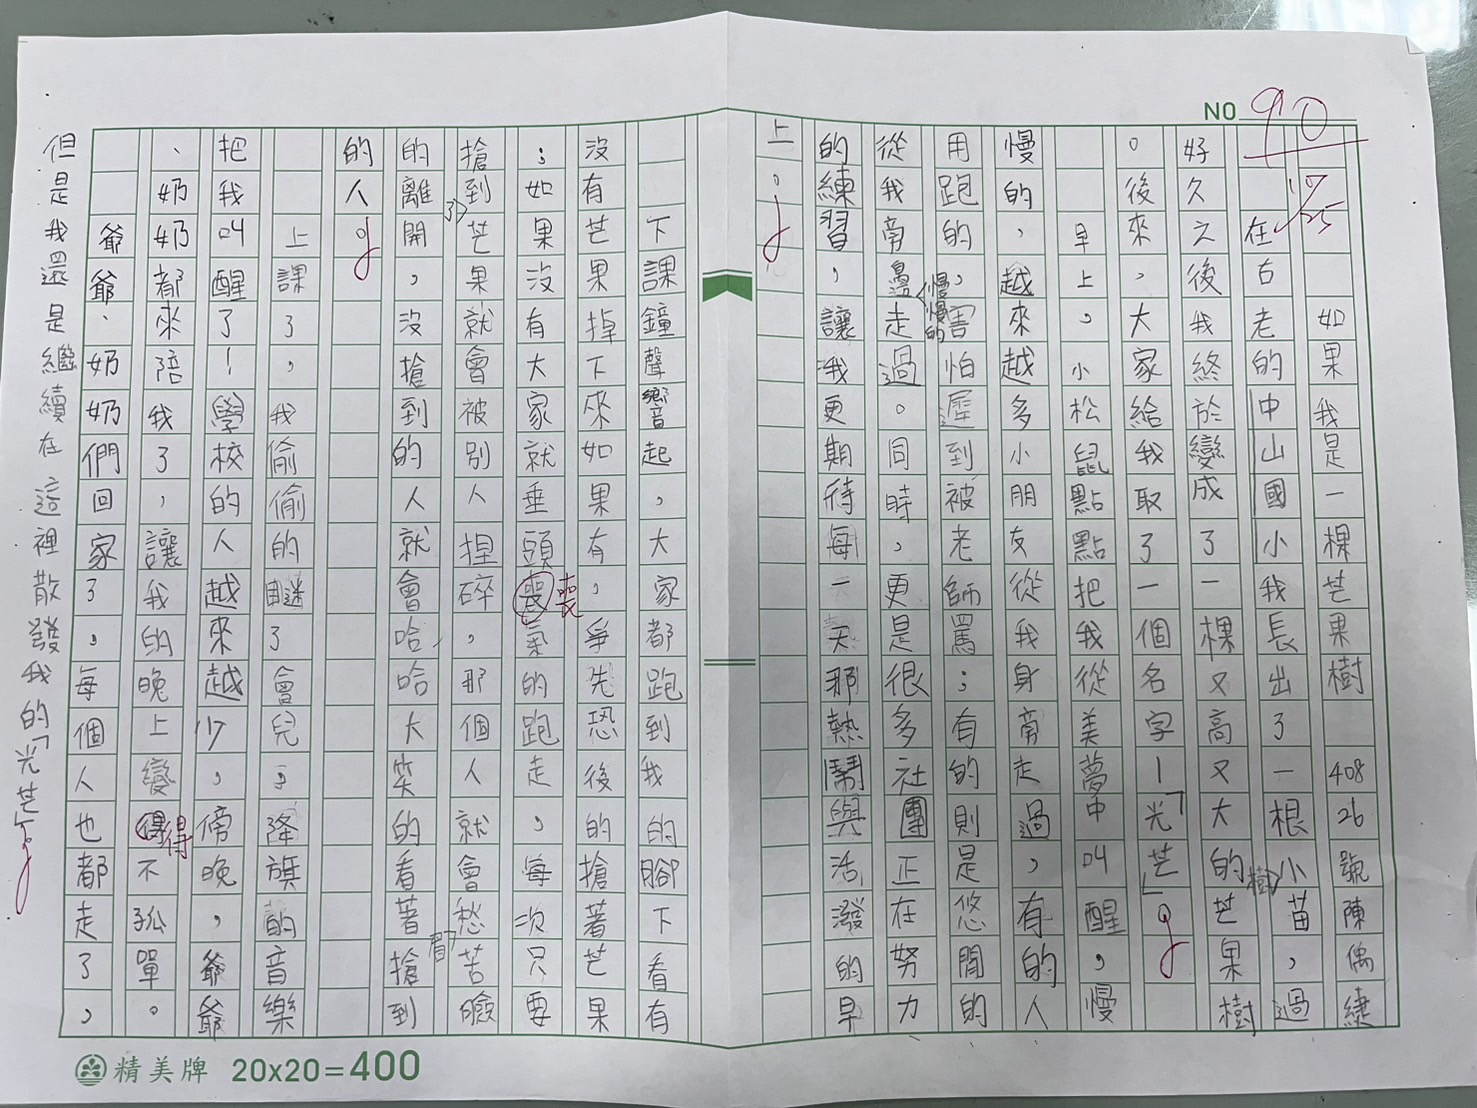 NO 90
10/25
如果我是一棵芒果樹 408 26號陳偊緁
在古老的中山國小我長出了一根小樹苗,過
好久之後我終於變成了一棵又高又大的芒果樹
。後來,大家給我取了一個名字—「光芒」。
早上,小松鼠點點把我從美夢中叫醒,慢
慢的,越來越多小朋友從我身旁走過,有的人
用跑的,害怕遲到被老師罵;有的則是悠閒的
從我旁邊慢慢的走過。同時,更是很多社團正在努力
的練習,讓我更期待每一天那熱鬧與活潑的早
上。
下課鐘聲響起,大家都跑到我的腳下看有
沒有芒果掉下來如果有,爭先恐後的搶著芒果
;如果沒有大家就垂頭喪喪氣的跑走,每次只要
搶到了芒果就會被別人捏碎,那個人就會愁眉苦臉
的離開,沒搶到的人就會哈哈大笑的看著搶到
的人。
上課了,我偷偷的瞇了會兒,降旗的音樂
把我叫醒了!學校的人越來越少,傍晚,爺爺
、奶奶都來陪我了,讓我的晚上變得得不孤單。
爺爺、奶奶們回家了,每個人也都走了,
但是我還是繼續在這裡散發我的「光芒」。
精美牌 20x20=400